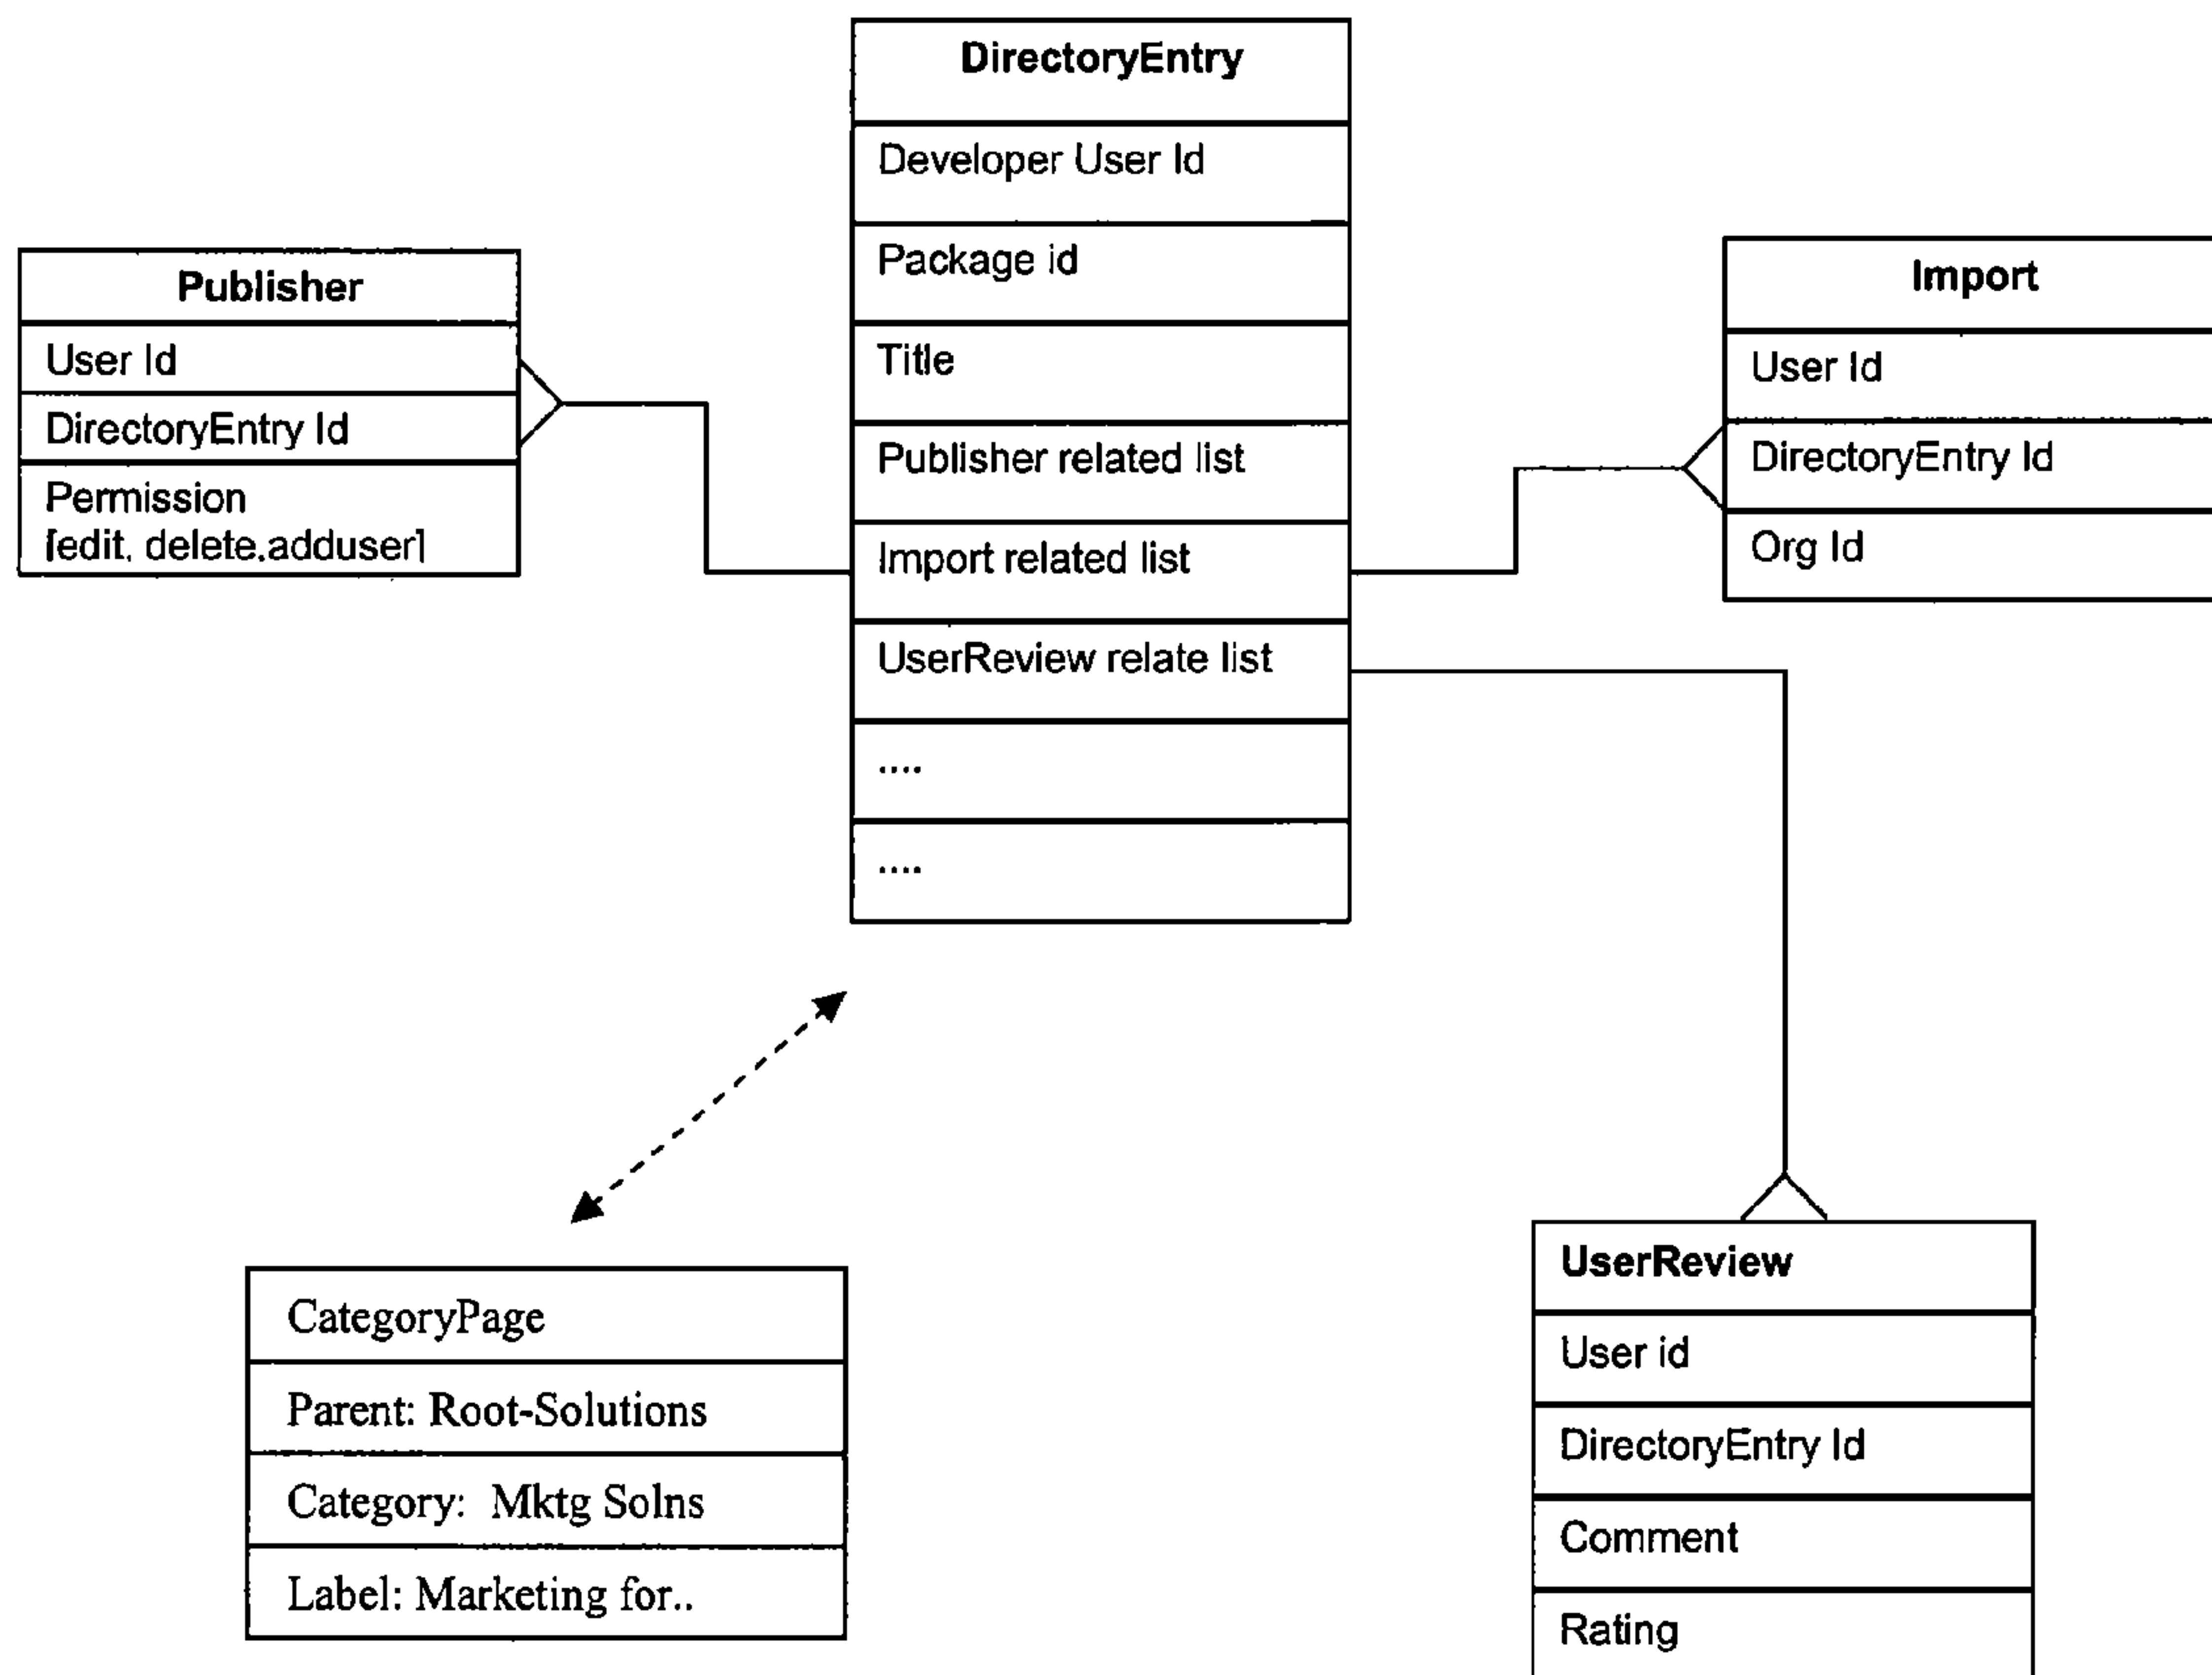 DirectoryEntry
Developer User Id
Package id
Title
Publisher related list
Import related list
UserReview relate list
....
....
Publisher
User Id
DirectoryEntry Id
Permission
[edit, delete,adduser]
Import
User Id
DirectoryEntry Id
Org Id
CategoryPage
Parent: Root-Solutions
Category: Mktg Solns
Label: Marketing for..
UserReview
User id
DirectoryEntry Id
Comment
Rating